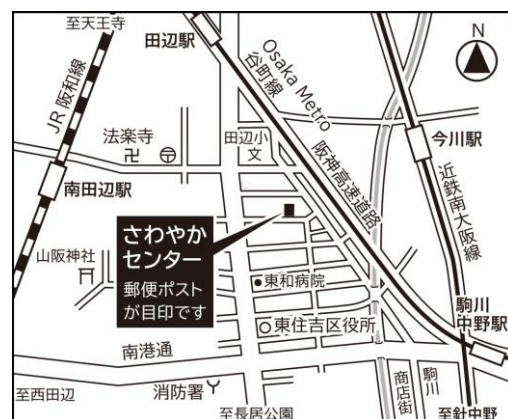 至天王寺
田辺駅
N
JR 阪和線
Osaka Metro
谷町線
法楽寺
田辺小
文
阪神高速道路
今川駅
近鉄南大阪線
南田辺駅
さわやか
センター
郵便ポスト
が目印です
山阪神社
東和病院
東住吉区役所
駒川
中野駅
南港通
至西田辺
消防署
至長居公園
商店街
駒川
至針中野